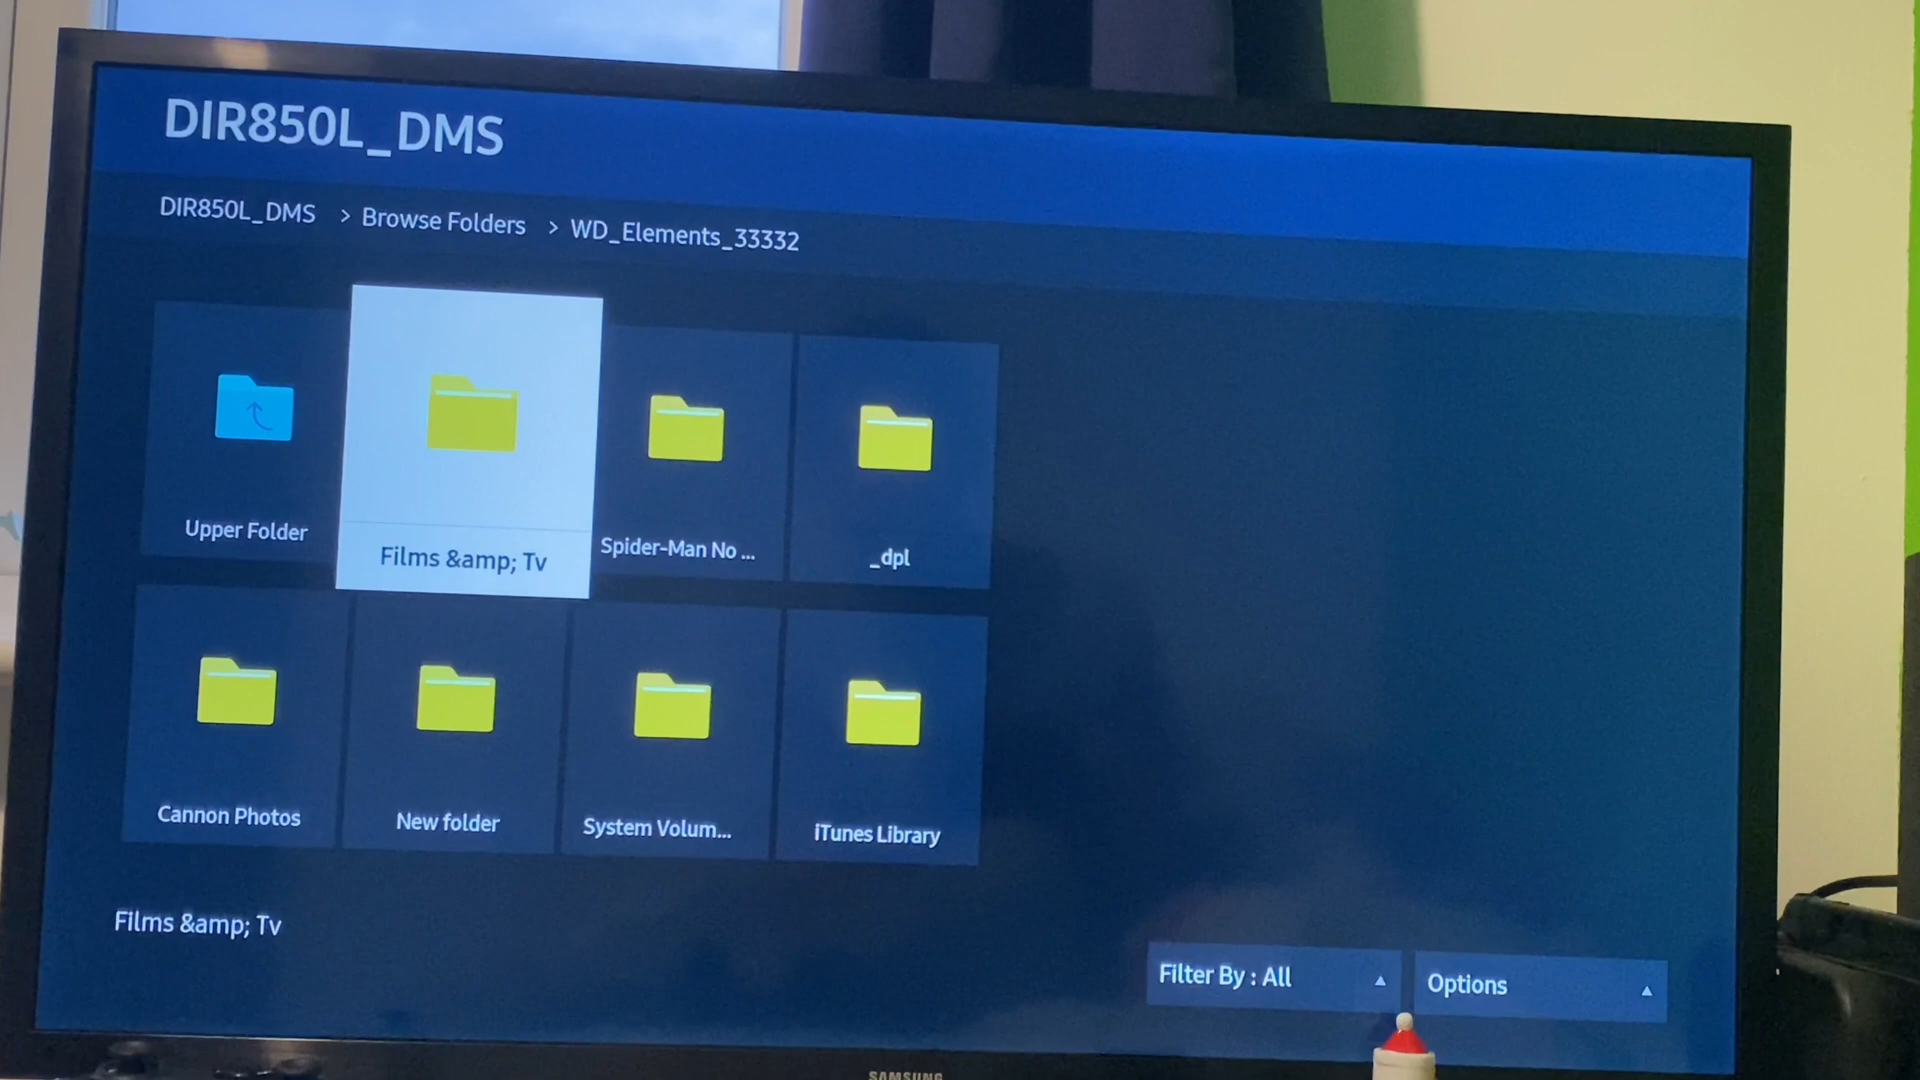 DIR850L_DMS
DIR850L_DMS > Browse Folders > WD_Elements_33332
Upper Folder
Films &amp; Tv
Spider-Man No ...
_dpl
Cannon Photos
New folder
System Volum...
iTunes Library
Films &amp; Tv
Filter By : All
Options
SAMSUNG